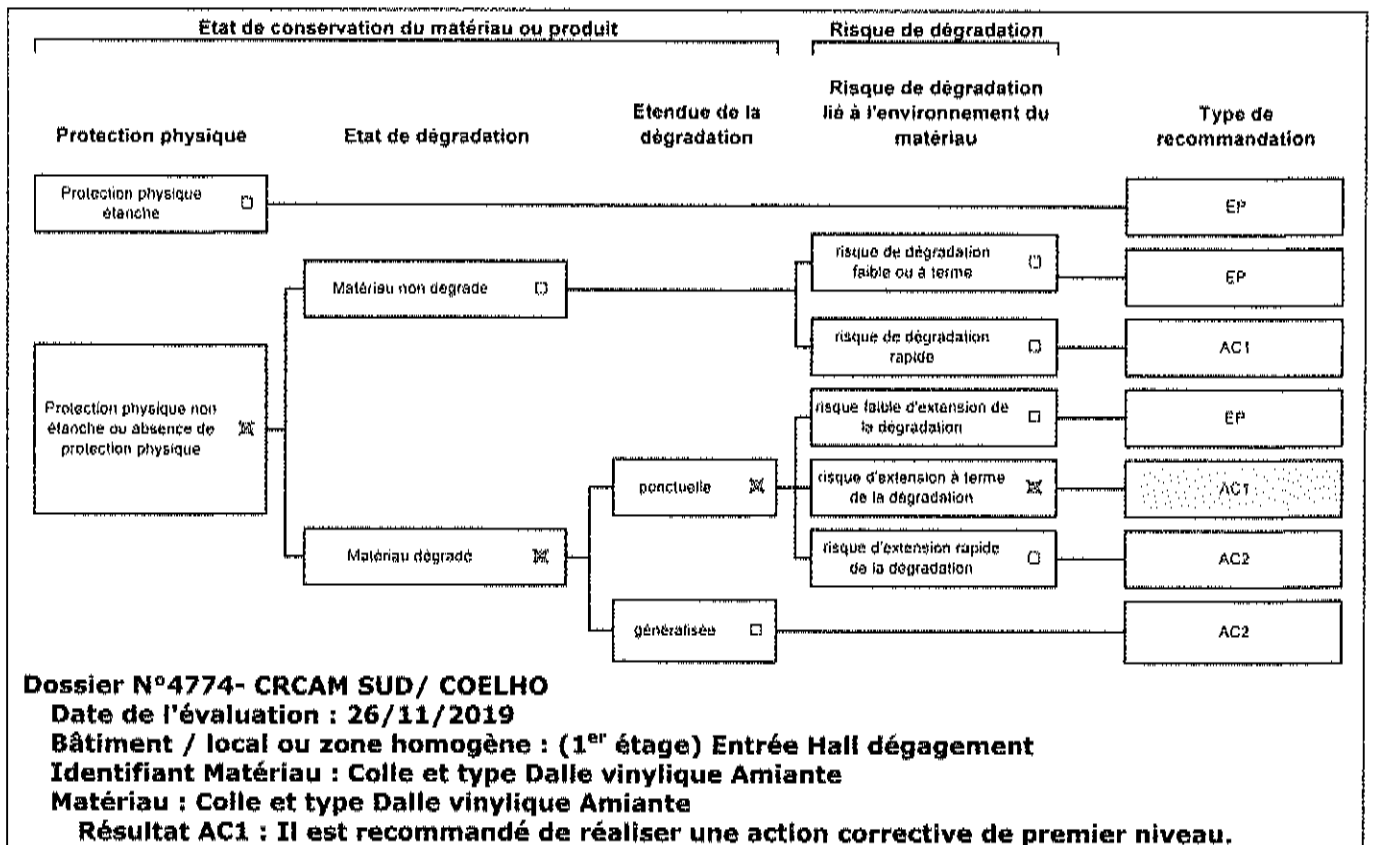 Etat de conservation du matériau ou produit
Risque de dégradation
Protection physique
Etat de dégradation
Etendue de la
dégradation
Risque de dégradation
lié à l'environnement du
matériau
Type de
recommandation
Protection physique
étanche
EP
Matériau non dégradé
risque de dégradation
faible ou à terme
EP
risque de dégradation
rapide
AC1
Protection physique non
étanche ou absence de
protection physique
risque faible d'extension de
la dégradation
EP
ponctuelle
risque d'extension à terme
de la dégradation
AC1
Matériau dégradé
risque d'extension rapide
de la dégradation
AC2
généralisée
AC2
Dossier N°4774- CRCAM SUD/ COELHO
Date de l'évaluation : 26/11/2019
Bâtiment / local ou zone homogène : (1er étage) Entrée Hall dégagement
Identifiant Matériau : Colle et type Dalle vinylique Amiante
Matériau : Colle et type Dalle vinylique Amiante
Résultat AC1 : Il est recommandé de réaliser une action corrective de premier niveau.